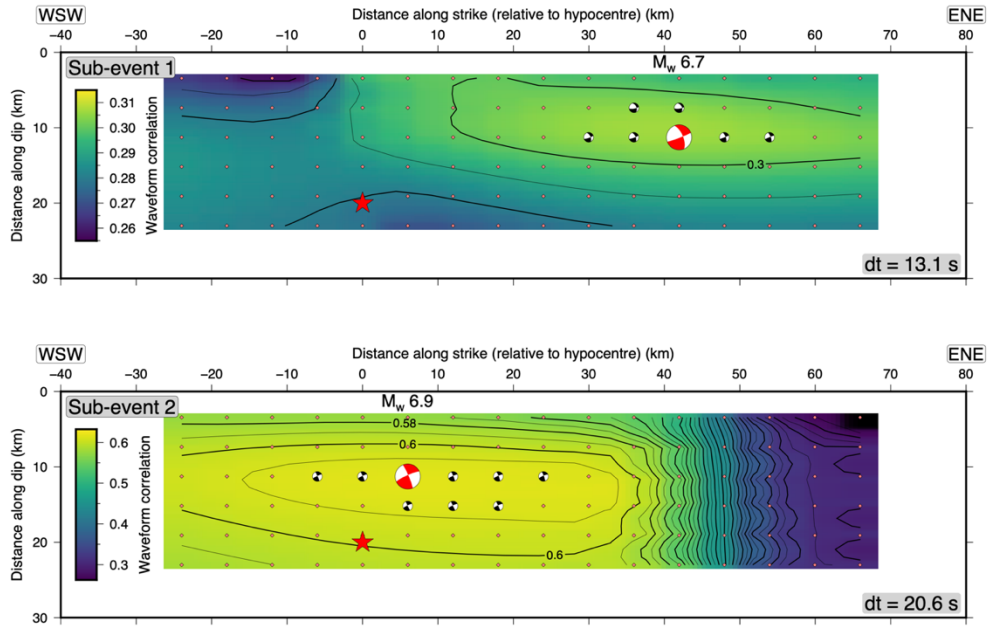 WSW
Distance along strike (relative to hypocentre) (km)
ENE
−40 −30 −20 −10 0 10 20 30 40 50 60 70 80
0
10
20
30
Distance along dip (km)
Sub-event 1
Mw 6.7
0.31
0.30
0.29
0.28
0.27
0.26
Waveform correlation
0.3
dt = 13.1 s
WSW
Distance along strike (relative to hypocentre) (km)
ENE
−40 −30 −20 −10 0 10 20 30 40 50 60 70 80
0
10
20
30
Distance along dip (km)
Sub-event 2
Mw 6.9
0.6
0.5
0.4
0.3
Waveform correlation
0.58
0.6
0.6
dt = 20.6 s